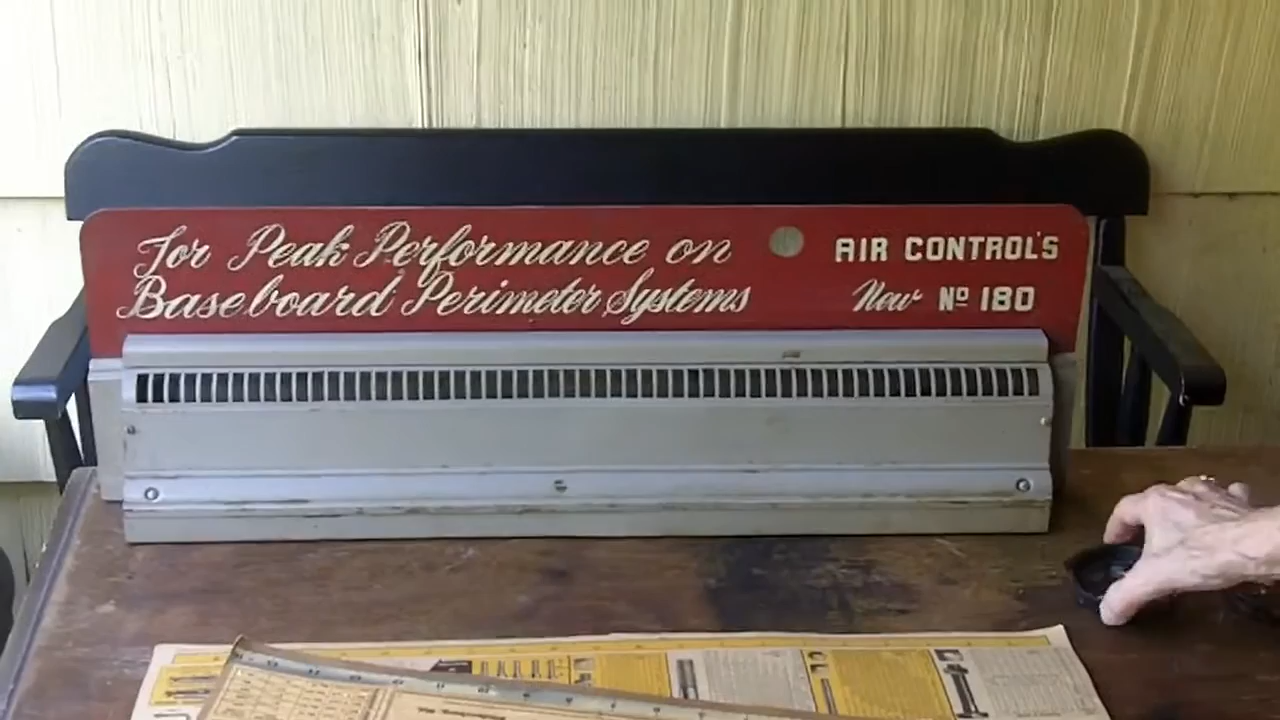 For Peak Performance on
Baseboard Perimeter Systems
AIR CONTROL'S
New Nº 180